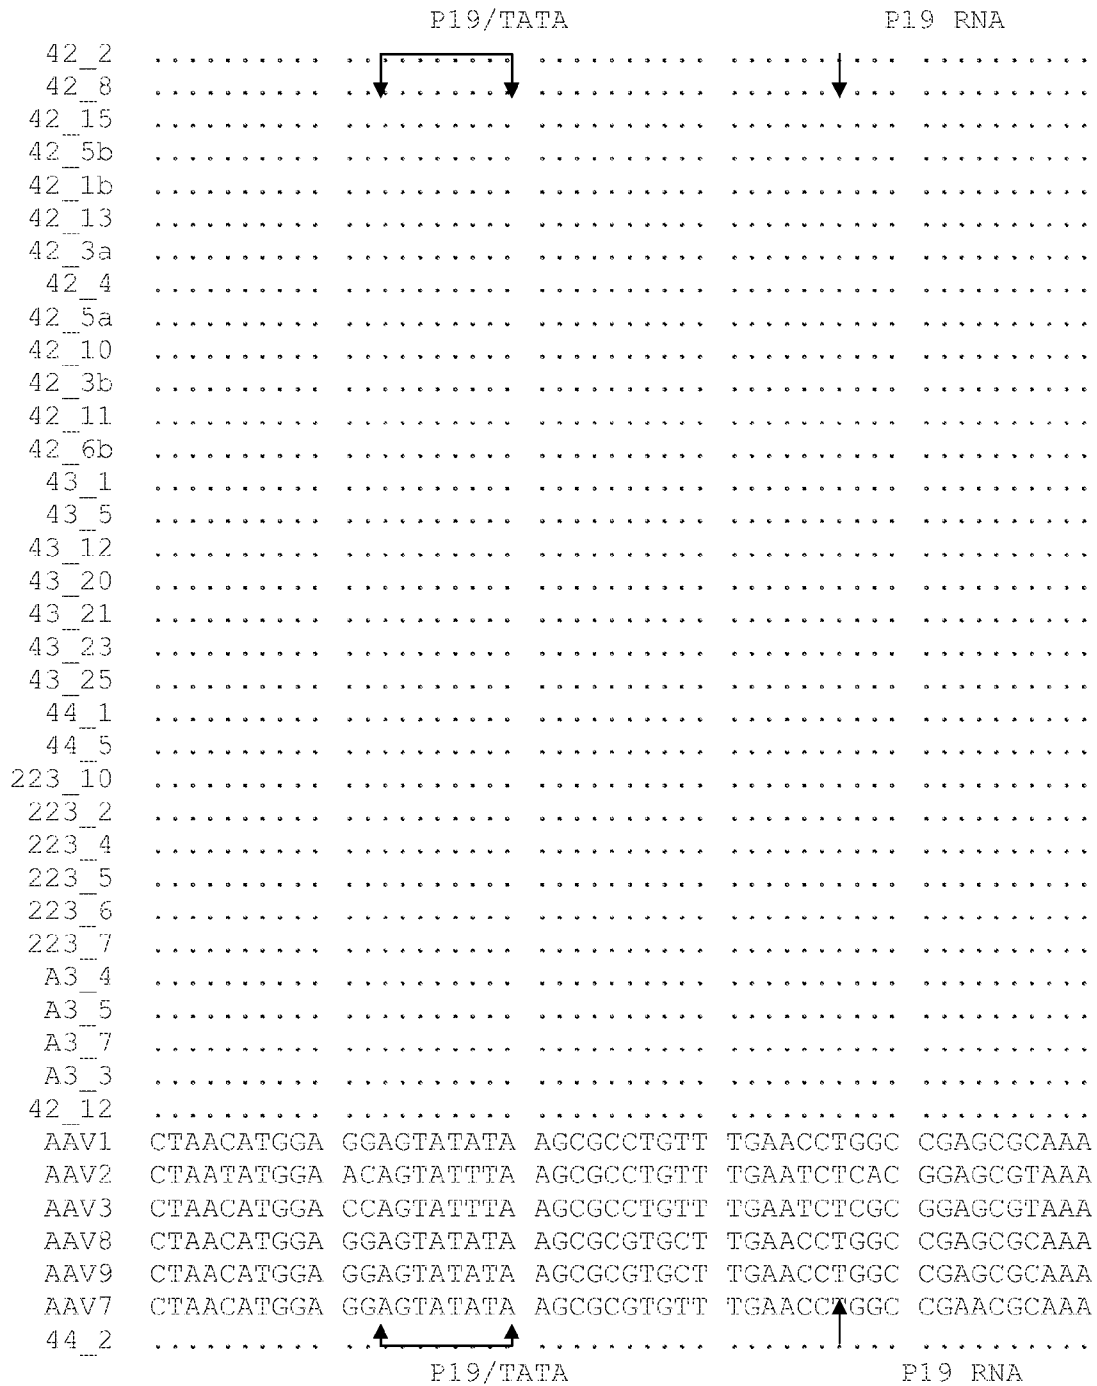 P19/TATA P19 RNA
42_2 .......... .......... .......... .......... ..........
42_8 .......... .......... .......... .......... ..........
42_15 .......... .......... .......... .......... ..........
42_5b .......... .......... .......... .......... ..........
42_1b .......... .......... .......... .......... ..........
42_13 .......... .......... .......... .......... ..........
42_3a .......... .......... .......... .......... ..........
42_4 .......... .......... .......... .......... ..........
42_5a .......... .......... .......... .......... ..........
42_10 .......... .......... .......... .......... ..........
42_3b .......... .......... .......... .......... ..........
42_11 .......... .......... .......... .......... ..........
42_6b .......... .......... .......... .......... ..........
43_1 .......... .......... .......... .......... ..........
43_5 .......... .......... .......... .......... ..........
43_12 .......... .......... .......... .......... ..........
43_20 .......... .......... .......... .......... ..........
43_21 .......... .......... .......... .......... ..........
43_23 .......... .......... .......... .......... ..........
43_25 .......... .......... .......... .......... ..........
44_1 .......... .......... .......... .......... ..........
44_5 .......... .......... .......... .......... ..........
223_10 .......... .......... .......... .......... ..........
223_2 .......... .......... .......... .......... ..........
223_4 .......... .......... .......... .......... ..........
223_5 .......... .......... .......... .......... ..........
223_6 .......... .......... .......... .......... ..........
223_7 .......... .......... .......... .......... ..........
A3_4 .......... .......... .......... .......... ..........
A3_5 .......... .......... .......... .......... ..........
A3_7 .......... .......... .......... .......... ..........
A3_3 .......... .......... .......... .......... ..........
42_12 .......... .......... .......... .......... ..........
AAV1 CTAACATGGA GGAGTATATA AGCGCCTGTT TGAACCTGGC CGAGCGCAAA
AAV2 CTAATATGGA ACAGTATTTA AGCGCCTGTT TGAATCTCAC GGAGCGTAAA
AAV3 CTAACATGGA CCAGTATTTA AGCGCCTGTT TGAATCTCGC GGAGCGTAAA
AAV8 CTAACATGGA GGAGTATATA AGCGCGTGCT TGAACCTGGC CGAGCGCAAA
AAV9 CTAACATGGA GGAGTATATA AGCGCGTGCT TGAACCTGGC CGAGCGCAAA
AAV7 CTAACATGGA GGAGTATATA AGCGCGTGTT TGAACCTGGC CGAACGCAAA
44_2 .......... .......... .......... .......... ..........
P19/TATA P19 RNA